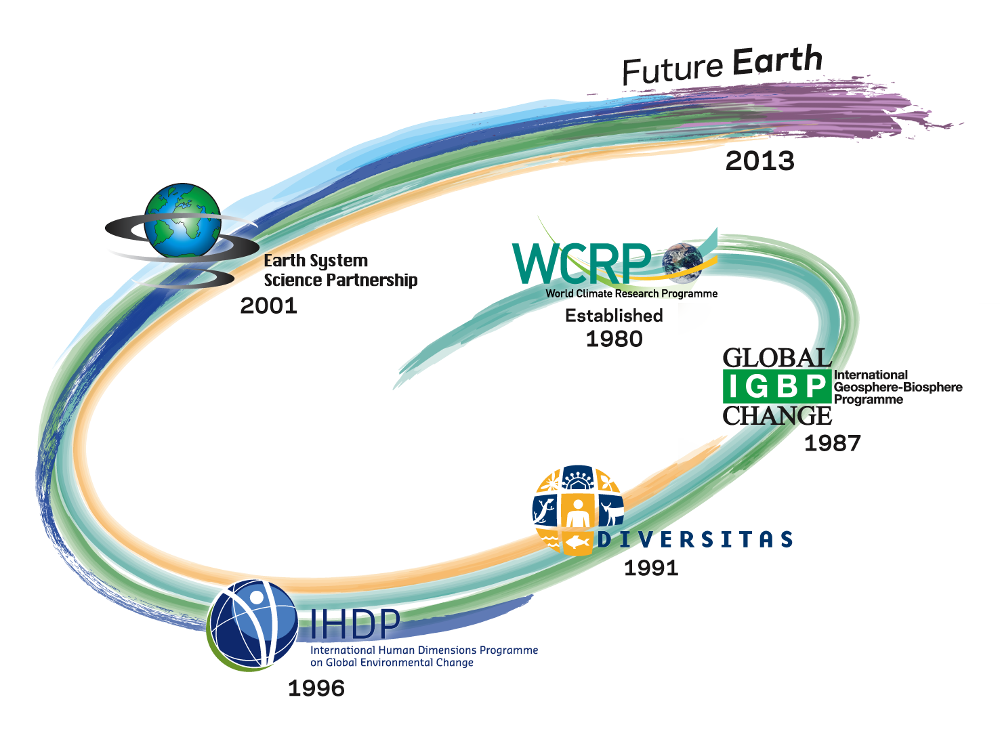 Future Earth
2013
Earth System
Science Partnership
2001
WCRP
World Climate Research Programme
Established
1980
GLOBAL
IGBP
CHANGE
International
Geosphere-Biosphere
Programme
1987
DIVERSITAS
1991
IHDP
International Human Dimensions Programme
on Global Environmental Change
1996